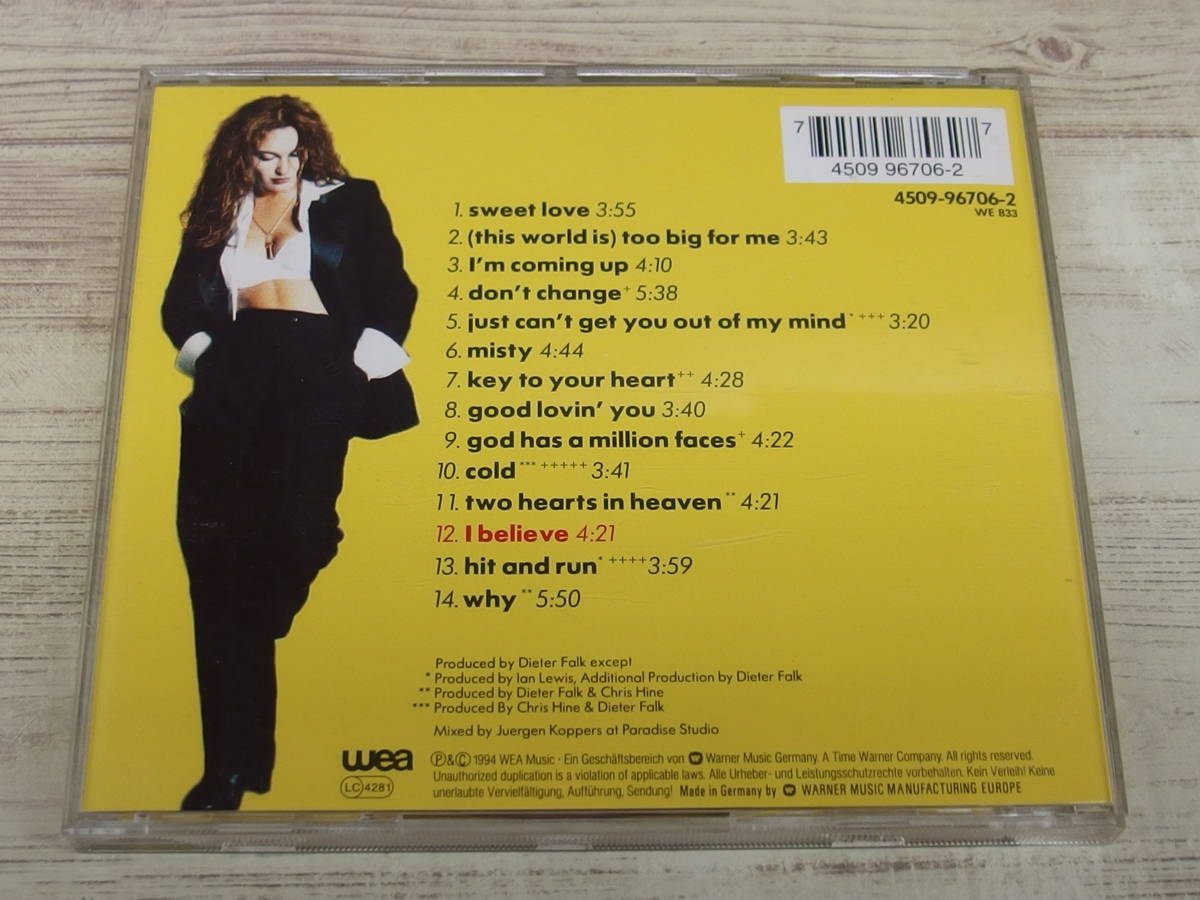 7 7
4509 96706-2
4509-96706-2
WE 833
1. sweet love 3:55
2. (this world is) too big for me 3:43
3. I'm coming up 4:10
4. don't change+ 5:38
5. just can't get you out of my mind* +++ 3:20
6. misty 4:44
7. key to your heart++ 4:28
8. good lovin' you 3:40
9. god has a million faces+ 4:22
10. cold*** +++++ 3:41
11. two hearts in heaven** 4:21
12. I believe 4:21
13. hit and run* ++++3:59
14. why** 5:50
Produced by Dieter Falk except
* Produced by Ian Lewis, Additional Production by Dieter Falk
** Produced by Dieter Falk & Chris Hine
*** Produced By Chris Hine & Dieter Falk
Mixed by Juergen Koppers at Paradise Studio
wea ℗&© 1994 WEA Music · Ein Geschäftsbereich von Warner Music Germany. A Time Warner Company. All rights reserved.
Unauthorized duplication is a violation of applicable laws. Alle Urheber- und Leistungsschutzrechte vorbehalten. Kein Verleih! Keine
LC 4281 unerlaubte Vervielfältigung, Aufführung, Sendung! Made in Germany by WARNER MUSIC MANUFACTURING EUROPE